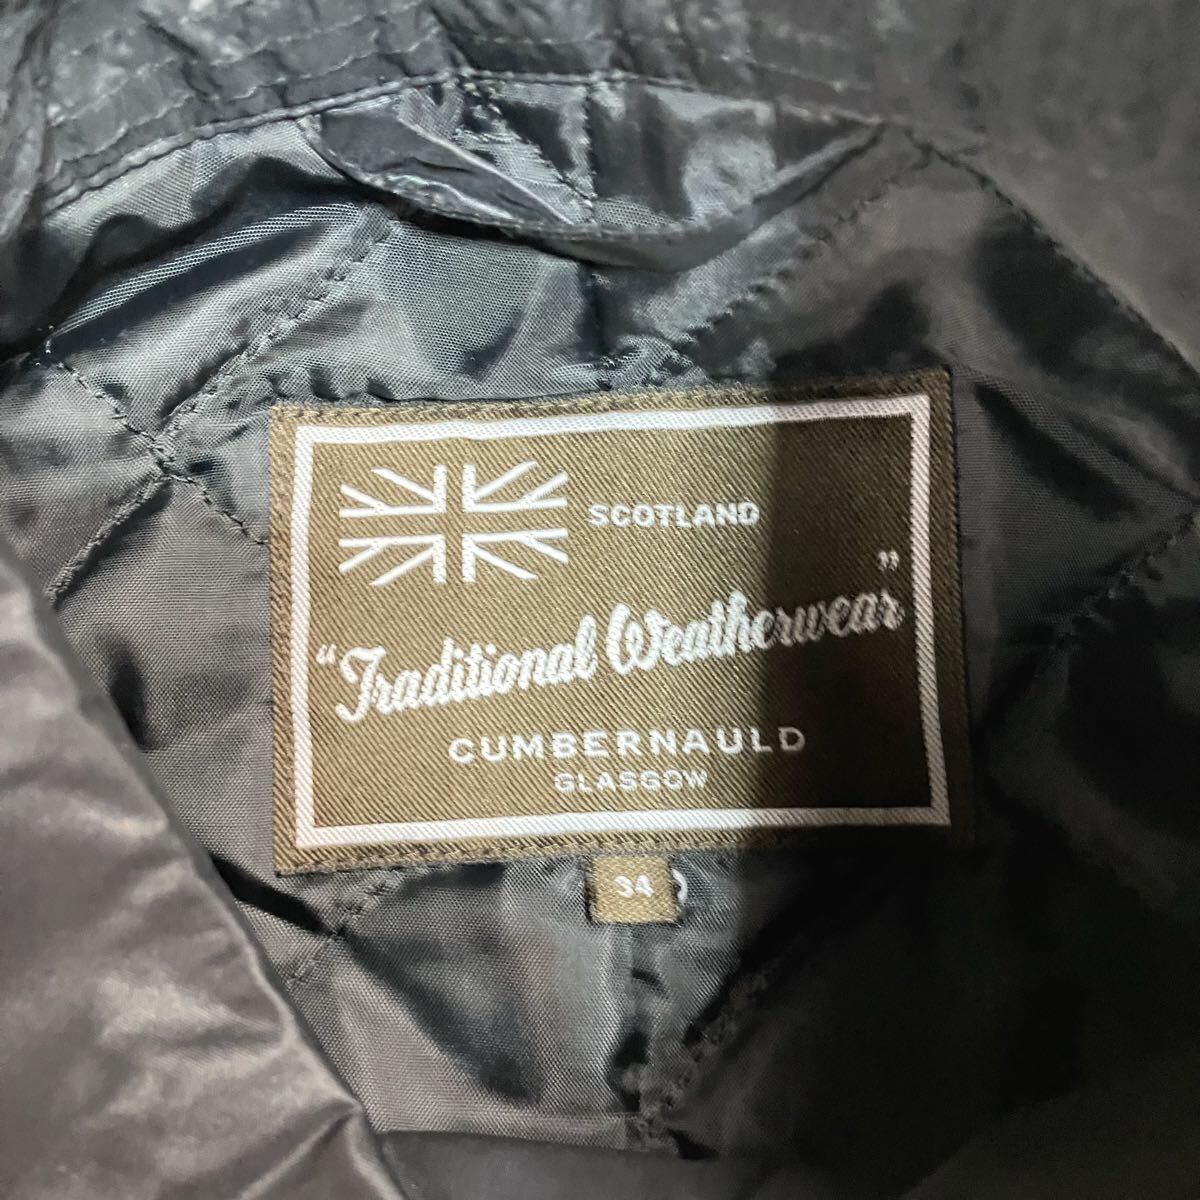 SCOTLAND
"Traditional Weatherwear"
CUMBERNAULD
GLASGOW
34